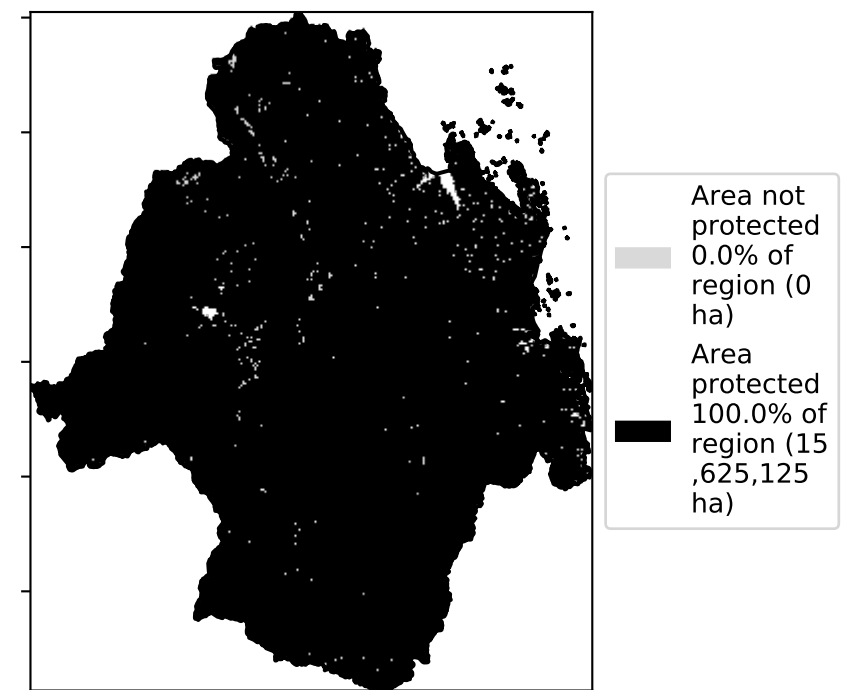 Area not
protected
0.0% of
region (0
ha)
Area
protected
100.0% of
region (15
,625,125
ha)